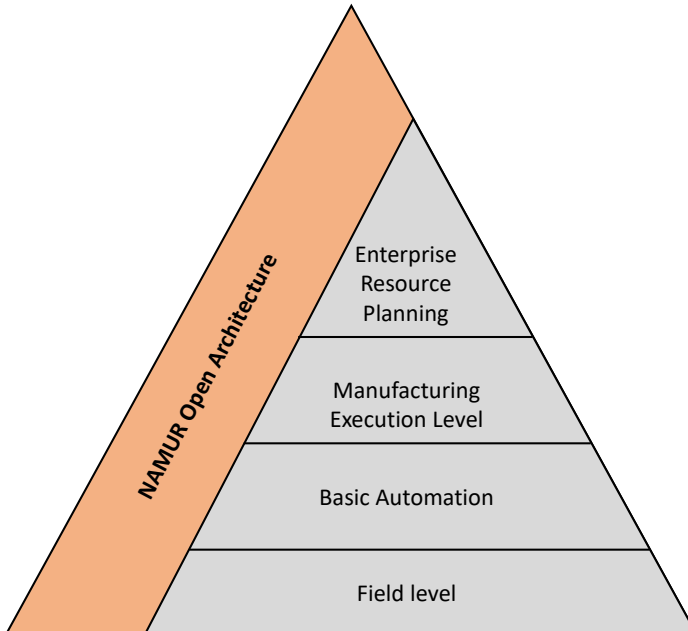 Enterprise
Resource
Planning
NAMUR Open Architecture
Manufacturing
Execution Level
Basic Automation
Field level